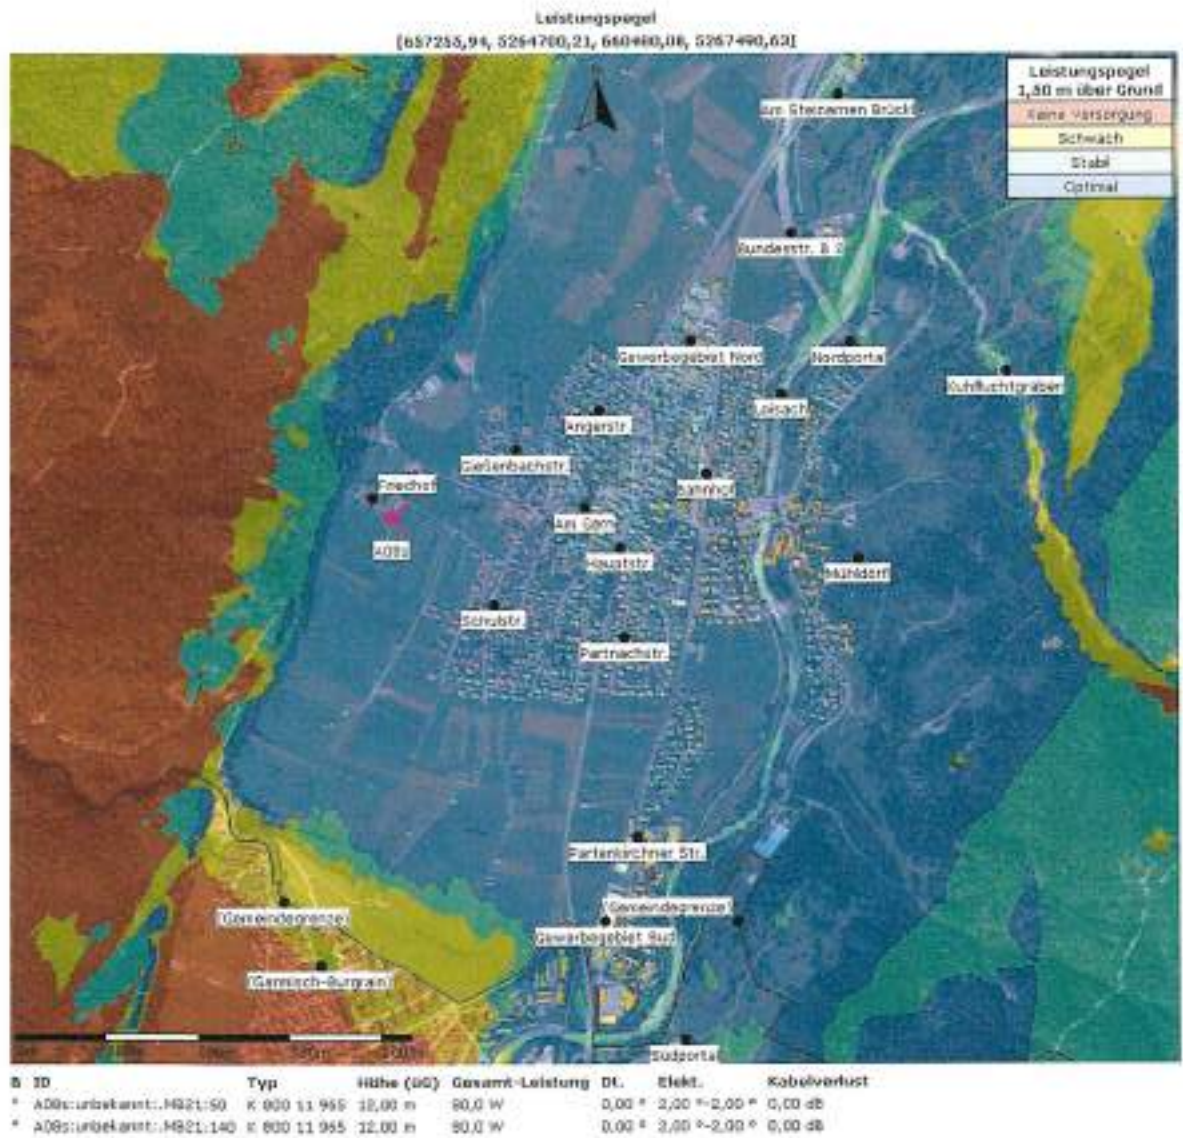 Leistungspegel
[657255,94, 5264700,21, 660480,08, 5267490,63]
Leistungspegel
1,50 m über Grund
Keine Versorgung
Schwach
Stabil
Optimal
Am Steinernen Brückl
Bundesstr. B 2
Gewerbegebiet Nord
Nordportal
Kuhfluchtgraben
Loisach
Angerstr.
Gießenbachstr.
Bahnhof
Friedhof
Am Gern
A08s
Hauptstr.
Mühldörfl
Schulstr.
Partnachstr.
Partenkirchner Str.
(Gemeindegrenze)
(Gemeindegrenze)
Gewerbegebiet Süd
(Garmisch-Burgrain)
Südportal
B ID Typ Höhe (üG) Gesamt-Leistung Dt. Elekt. Kabelverlust
* A08s:unbekannt:.MB21:50 K 800 11 965 12,00 m 80,0 W 0,00 ° 2,00 °-2,00 ° 0,00 dB
* A08s:unbekannt:.MB21:140 K 800 11 965 12,00 m 80,0 W 0,00 ° 2,00 °-2,00 ° 0,00 dB